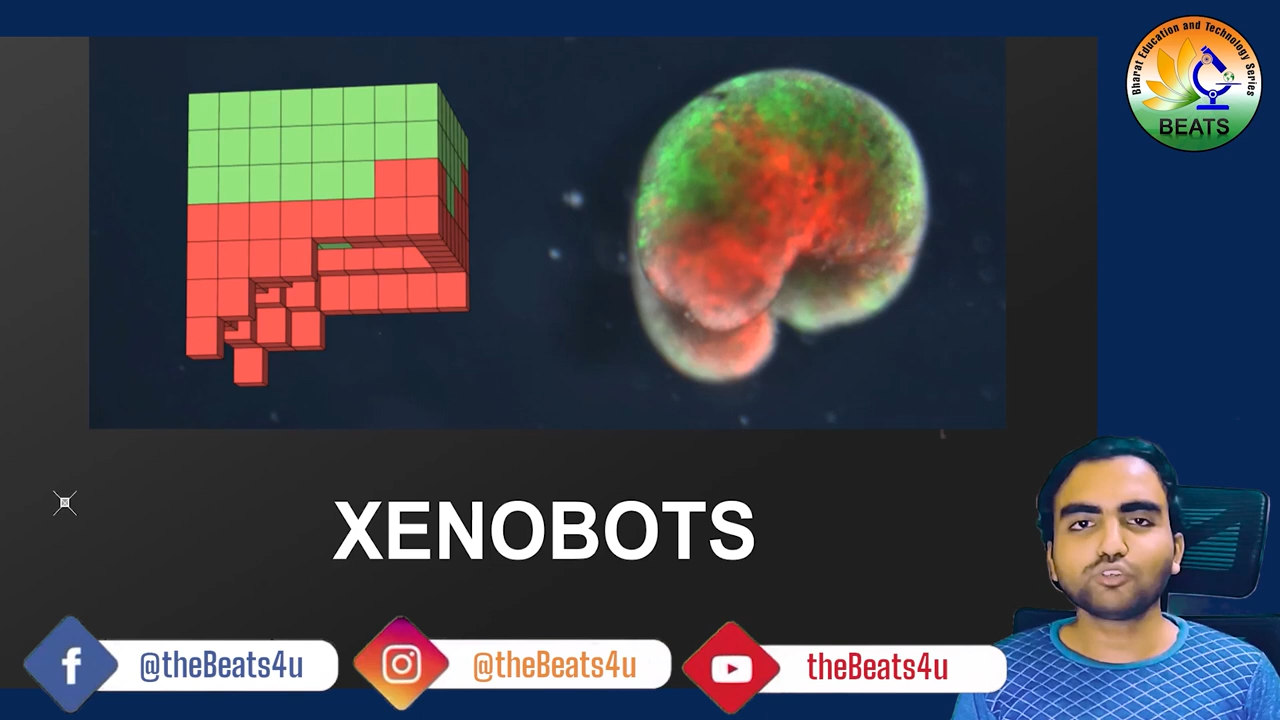 Bharat Education and Technology Series
BEATS
XENOBOTS
@theBeats4u
@theBeats4u
theBeats4u